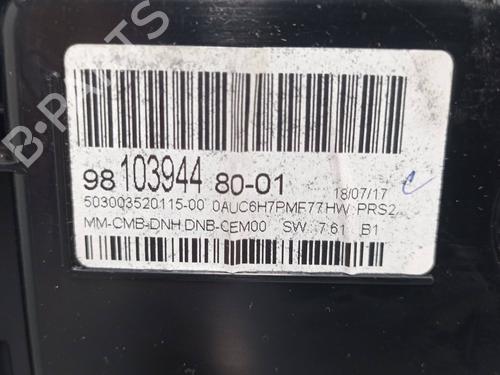 B-PARTS
98 103944 80-01 18/07/17
503003520115-00 0AUC6H7PMF77HW PRS2
MM-CMB-DNH DNB-CEM00 SW 7.61 B1